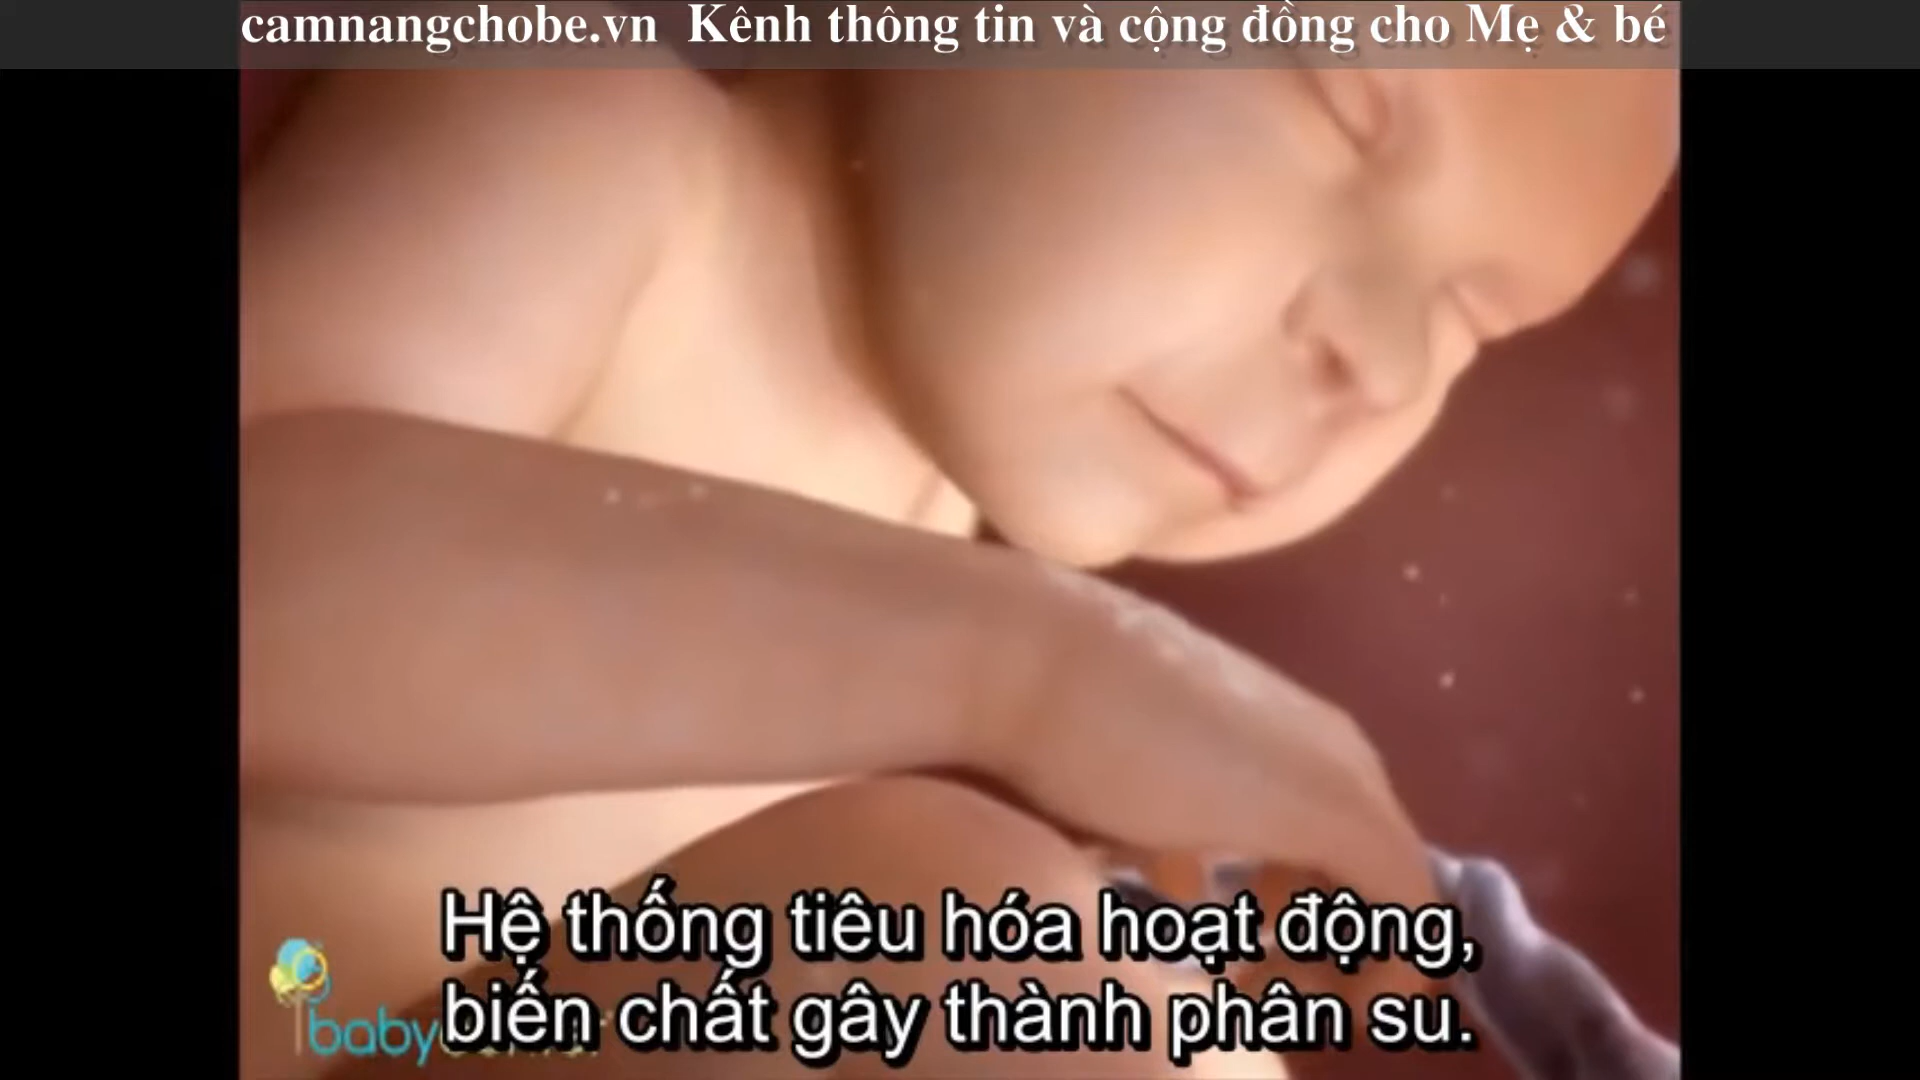 camnangchobe.vn Kênh thông tin và cộng đồng cho Mẹ & bé
Hệ thống tiêu hóa hoạt động,
biến chất gây thành phân su.
baby